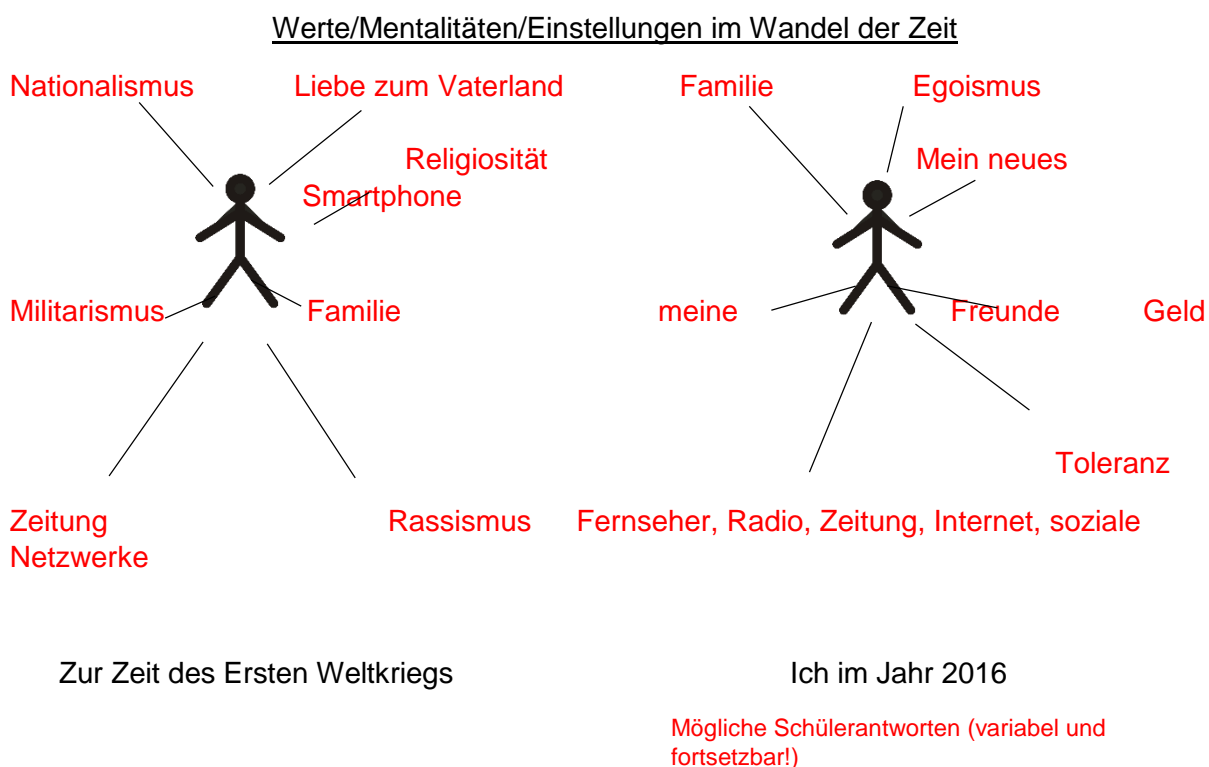 Werte/Mentalitäten/Einstellungen im Wandel der Zeit
Nationalismus Liebe zum Vaterland Familie Egoismus
Religiosität Mein neues
Smartphone
Militarismus Familie meine Freunde Geld
Toleranz
Zeitung Rassismus Fernseher, Radio, Zeitung, Internet, soziale
Netzwerke
Zur Zeit des Ersten Weltkriegs Ich im Jahr 2016
Mögliche Schülerantworten (variabel und
fortsetzbar!)